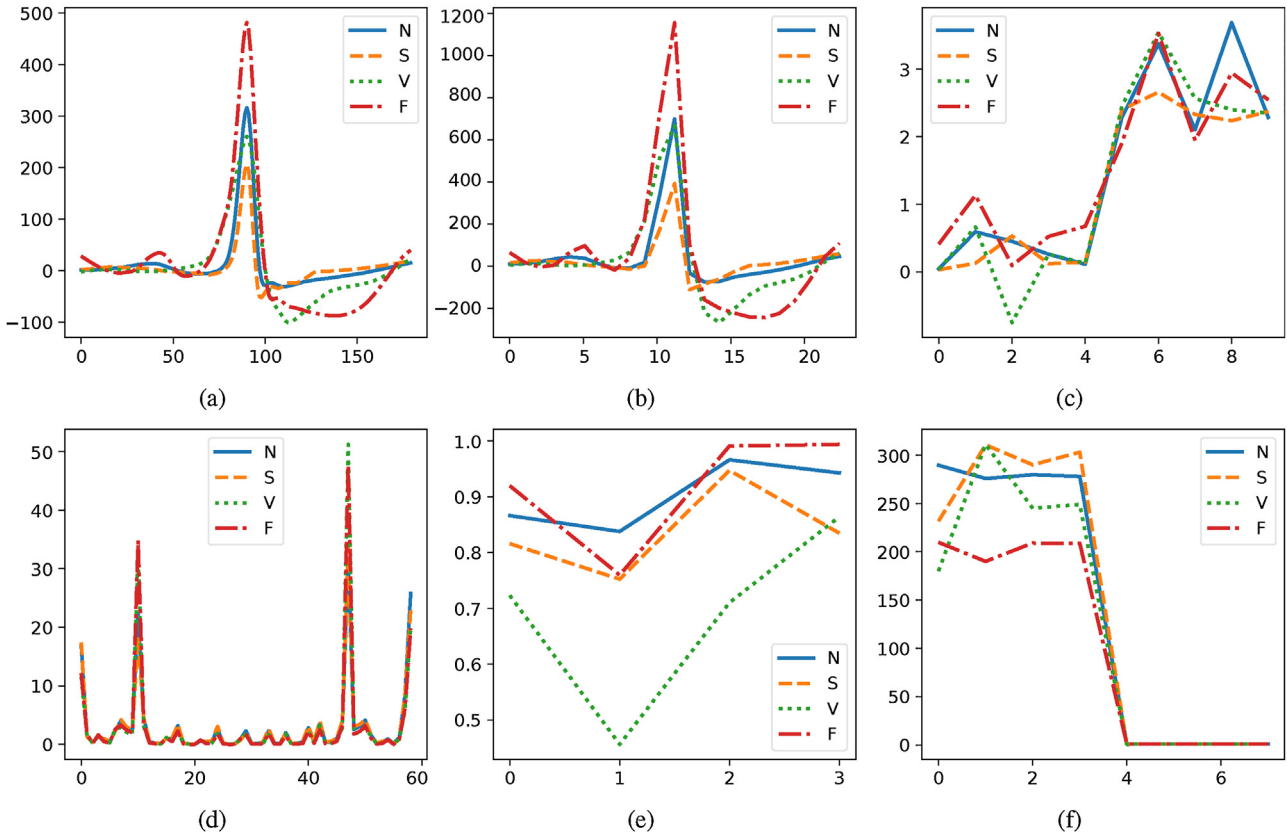 500
400
300
200
100
0
−100
0
50
100
150
N
S
V
F
(a)
1200
1000
800
600
400
200
0
−200
0
5
10
15
20
N
S
V
F
(b)
3
2
1
0
0
2
4
6
8
N
S
V
F
(c)
50
40
30
20
10
0
0
20
40
60
N
S
V
F
(d)
1.0
0.9
0.8
0.7
0.6
0.5
0
1
2
3
N
S
V
F
(e)
300
250
200
150
100
50
0
0
2
4
6
N
S
V
F
(f)